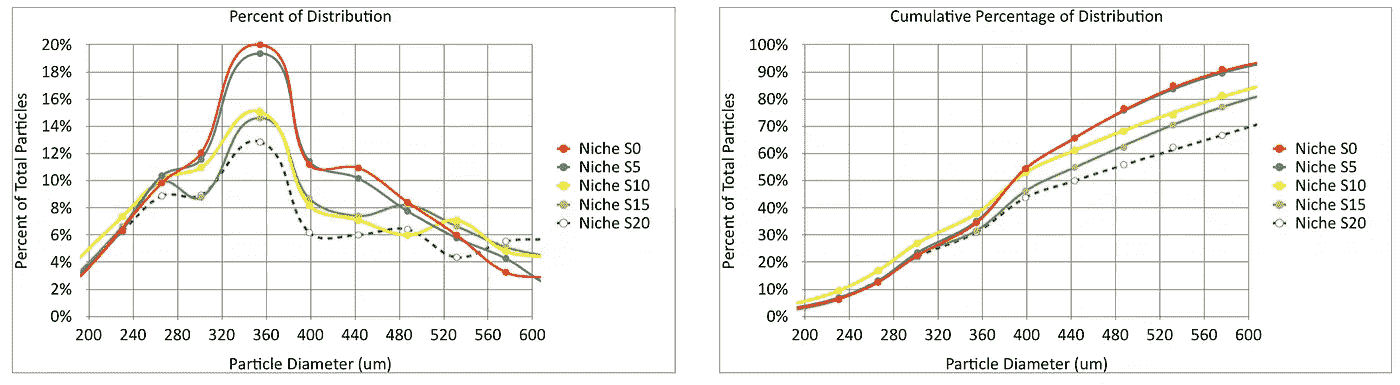 Percent of Distribution
Percent of Total Particles
20%
18%
16%
14%
12%
10%
8%
6%
4%
2%
0%
200 240 280 320 360 400 440 480 520 560 600
Particle Diameter (um)
Niche S0
Niche S5
Niche S10
Niche S15
Niche S20
Cumulative Percentage of Distribution
Percent of Total Particles
100%
90%
80%
70%
60%
50%
40%
30%
20%
10%
0%
200 240 280 320 360 400 440 480 520 560 600
Particle Diameter (um)
Niche S0
Niche S5
Niche S10
Niche S15
Niche S20